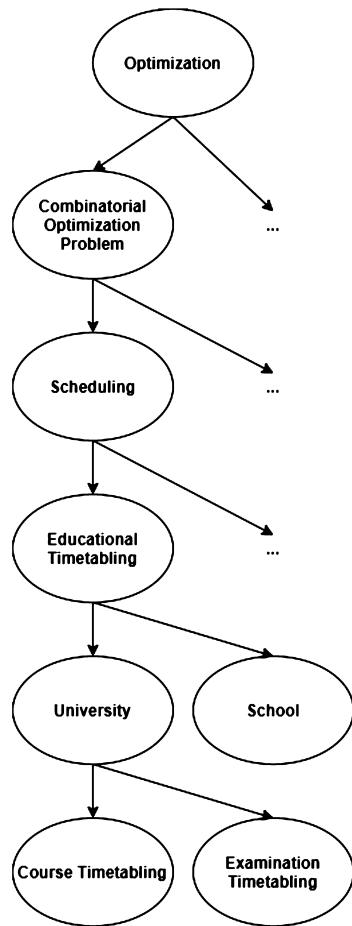 Optimization
Combinatorial
Optimization
Problem
...
Scheduling
...
Educational
Timetabling
...
University
School
Course Timetabling
Examination
Timetabling